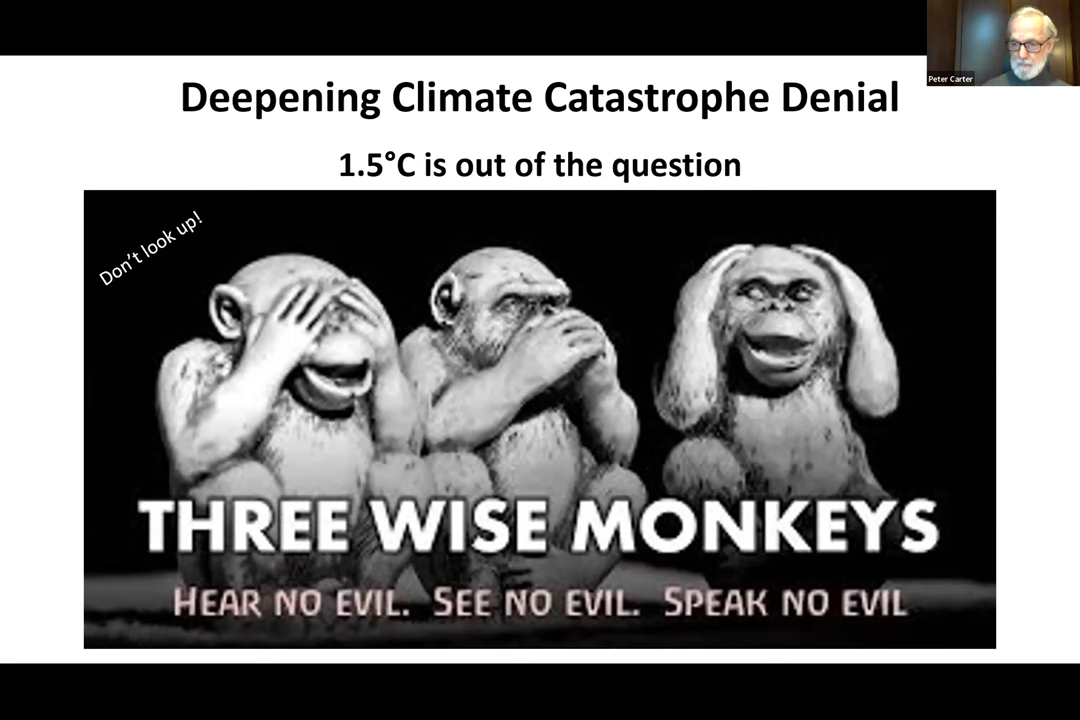 Peter Carter
Deepening Climate Catastrophe Denial
1.5°C is out of the question
Don't look up!
THREE WISE MONKEYS
HEAR NO EVIL. SEE NO EVIL. SPEAK NO EVIL